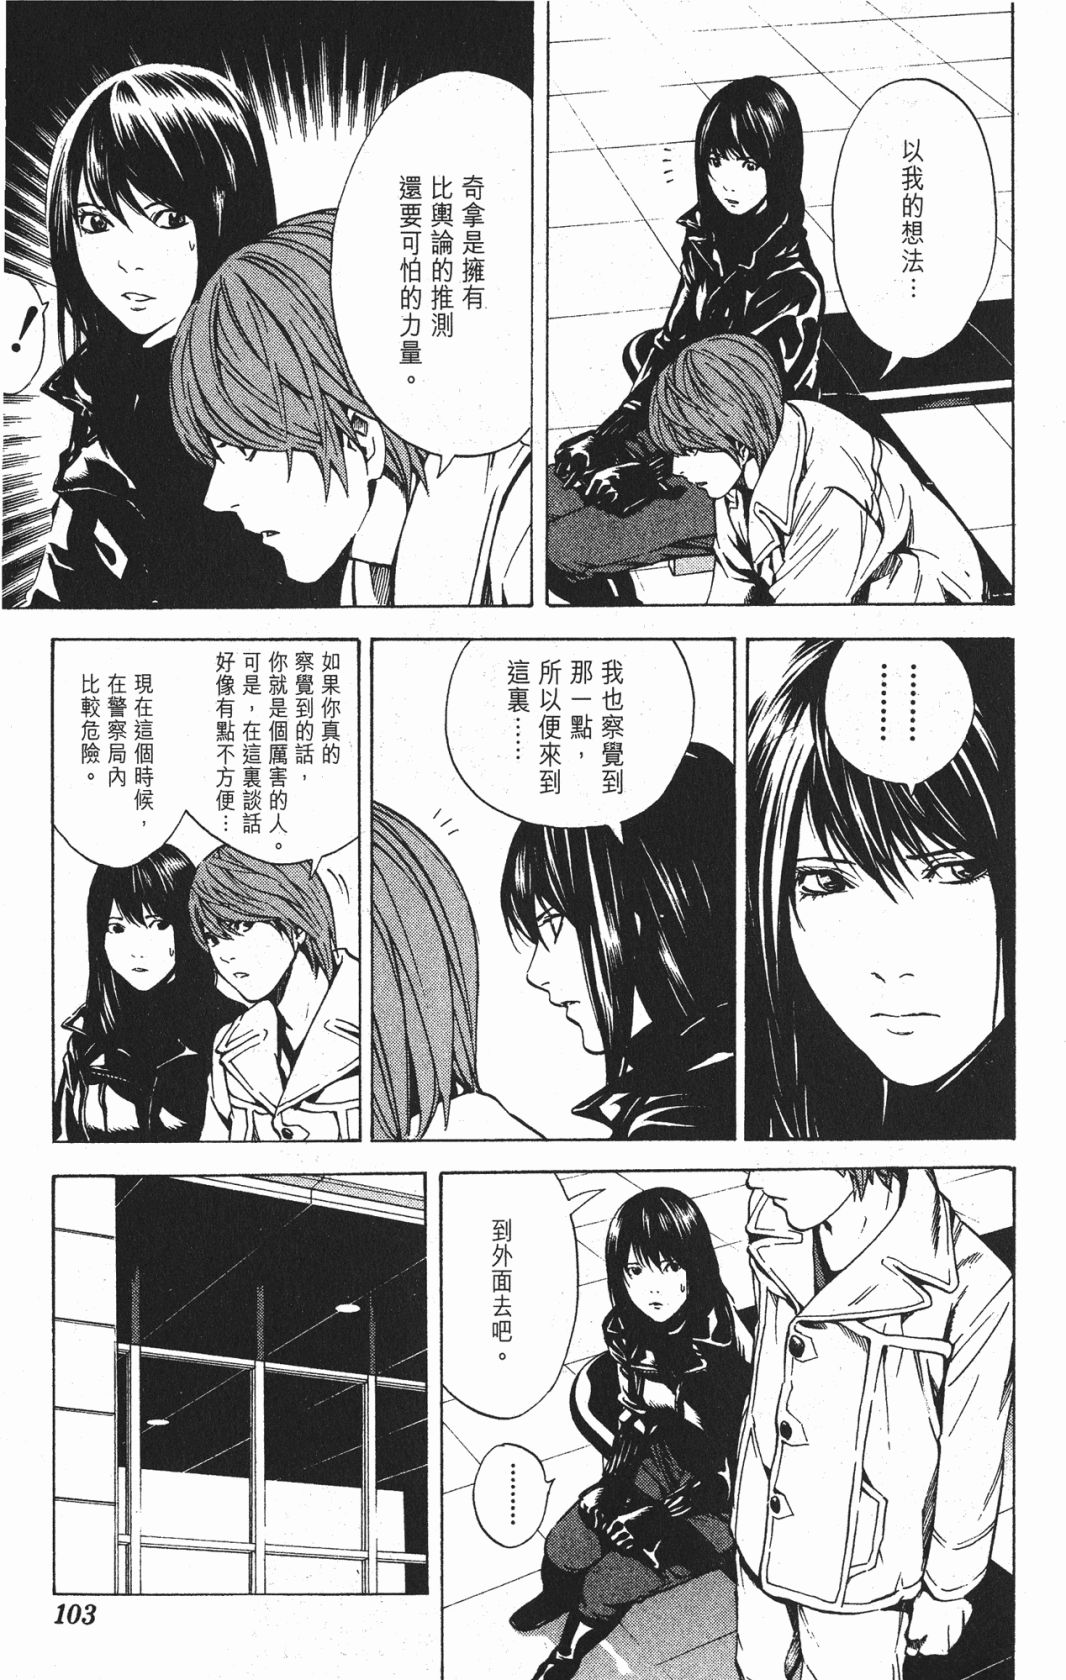 以我的想法…
奇拿是擁有
比輿論的推測
還要可怕的力量。
!
………
我也察覺到
那一點，
所以便來到
這裏……
如果你真的
察覺到的話，
你就是個厲害的人。
可是，在這裏談話
好像有點不方便…
現在這個時候，
在警察局內
比較危險。
到外面去吧。
………
103